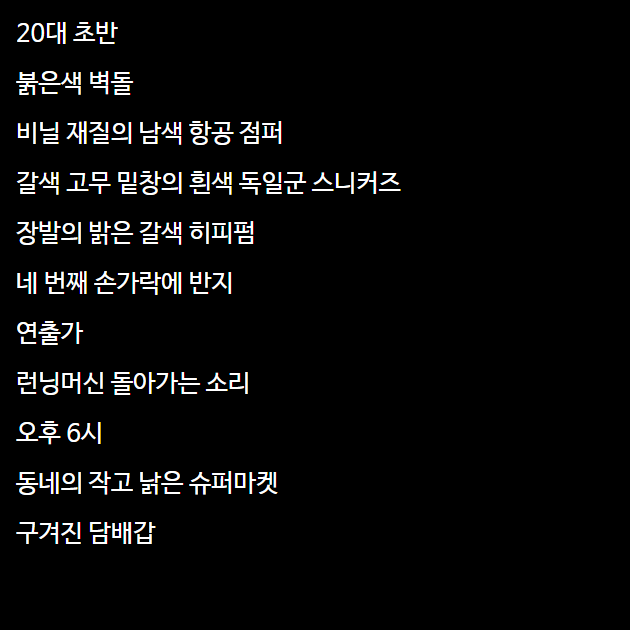 20대 초반
붉은색 벽돌
비닐 재질의 남색 항공 점퍼
갈색 고무 밑창의 흰색 독일군 스니커즈
장발의 밝은 갈색 히피펌
네 번째 손가락에 반지
연출가
런닝머신 돌아가는 소리
오후 6시
동네의 작고 낡은 슈퍼마켓
구겨진 담배갑